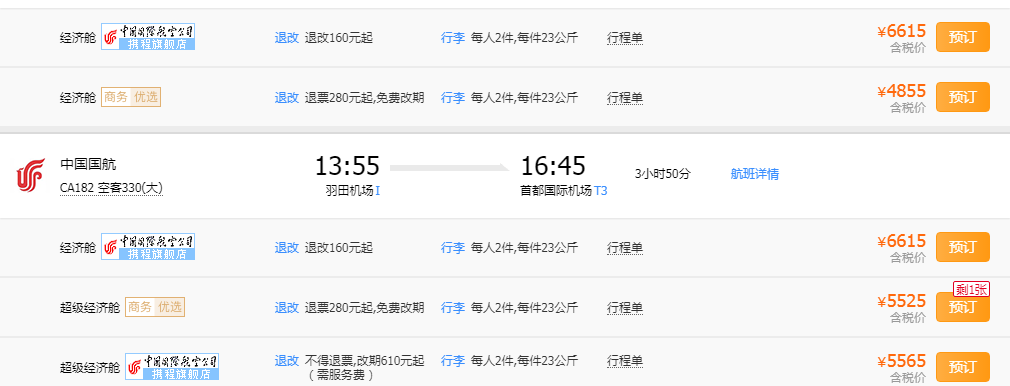 经济舱 中国国际航空公司 携程旗舰店 退改 退改160元起 行李 每人2件,每件23公斤 行程单 ¥6615 含税价 预订
经济舱 商务 优选 退改 退票280元起,免费改期 行李 每人2件,每件23公斤 行程单 ¥4855 含税价 预订
中国国航
CA182 空客330(大)
13:55
羽田机场 I
16:45
首都国际机场 T3
3小时50分
航班详情
经济舱 中国国际航空公司 携程旗舰店 退改 退改160元起 行李 每人2件,每件23公斤 行程单 ¥6615 含税价 预订
超级经济舱 商务 优选 退改 退票280元起,免费改期 行李 每人2件,每件23公斤 行程单 ¥5525 含税价 剩1张 预订
超级经济舱 中国国际航空公司 携程旗舰店 退改 不得退票,改期610元起
（需服务费） 行李 每人2件,每件23公斤 行程单 ¥5565 含税价 预订